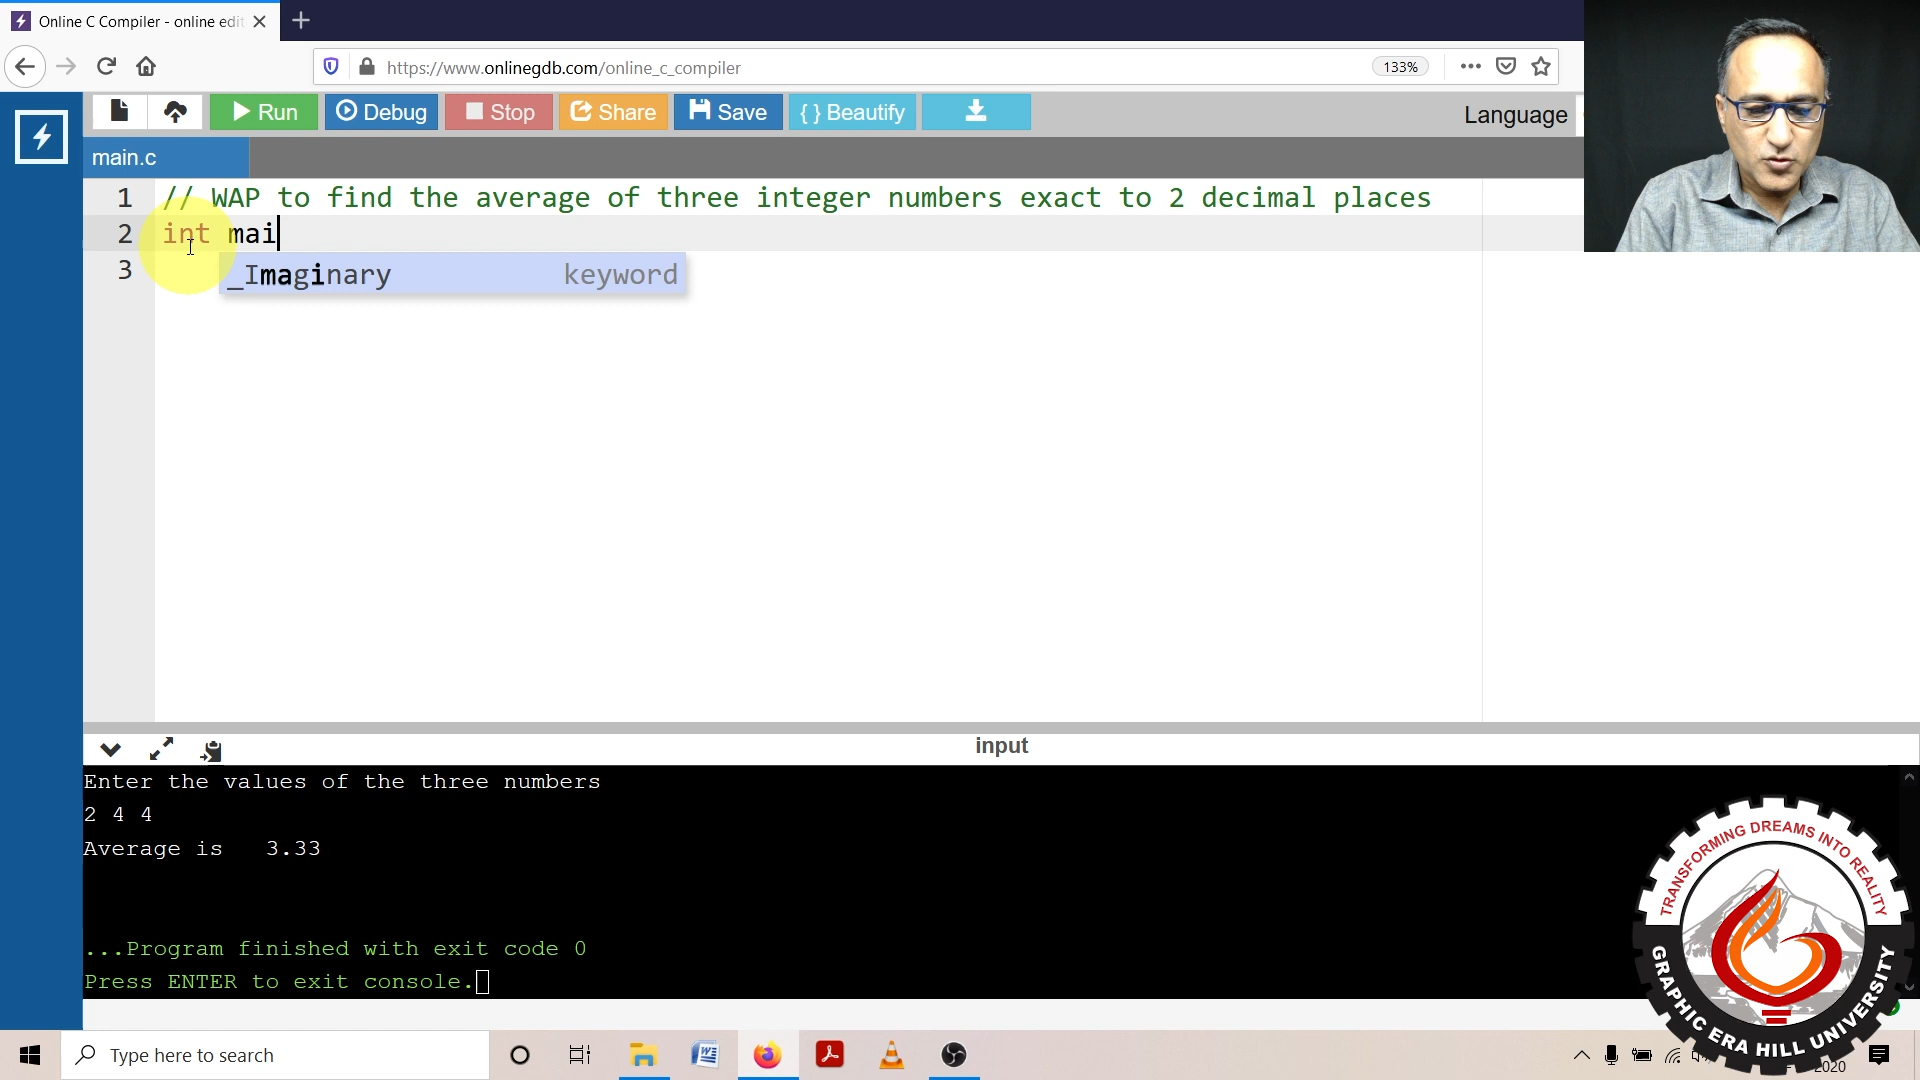 Online C Compiler - online edit
https://www.onlinegdb.com/online_c_compiler
133%
Run
Debug
Stop
Share
Save
{ } Beautify
Language
main.c
1 // WAP to find the average of three integer numbers exact to 2 decimal places
2 int mai
3
_Imaginary keyword
input
Enter the values of the three numbers
2 4 4
Average is 3.33
...Program finished with exit code 0
Press ENTER to exit console.
TRANSFORMING DREAMS INTO REALITY
GRAPHIC ERA HILL UNIVERSITY
Type here to search
2020